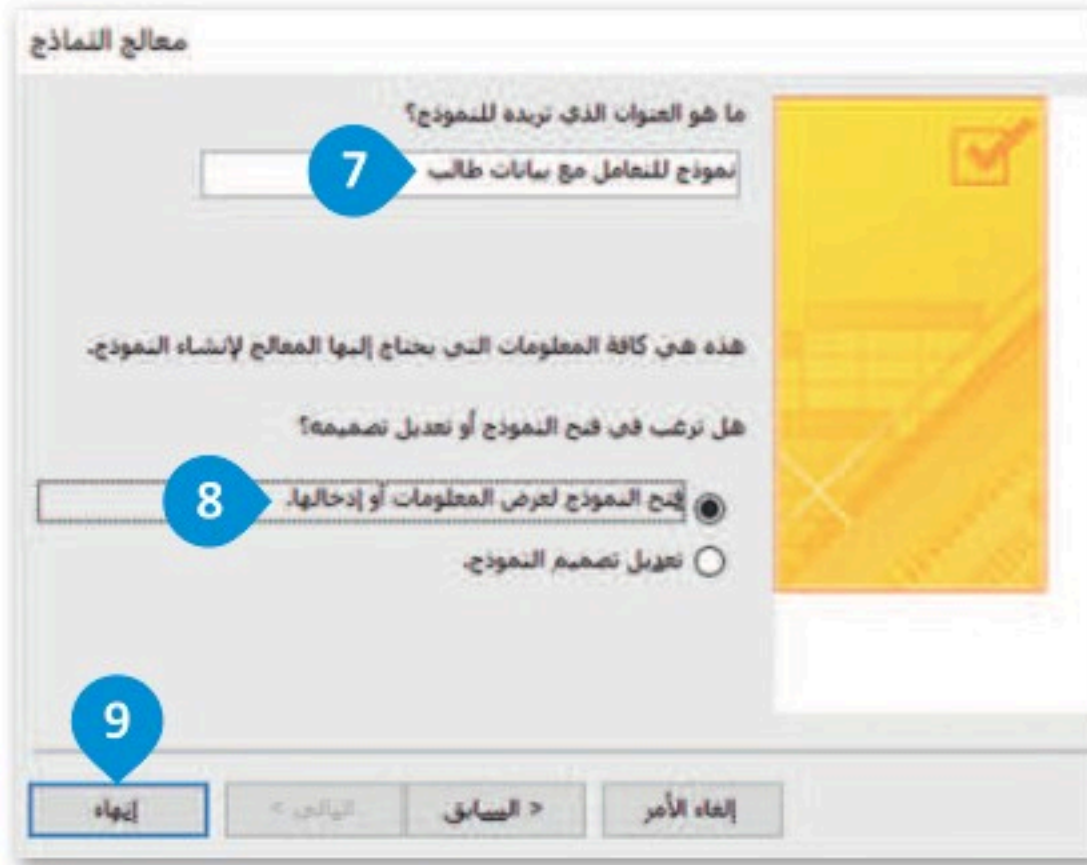 معالج النماذج
ما هو العنوان الذي تريده للنموذج؟
نموذج للتعامل مع بيانات طالب
7
هذه هي كافة المعلومات التي يحتاج إليها المعالج لإنشاء النموذج.
هل ترغب في فتح النموذج أو تعديل تصميمه؟
فتح النموذج لعرض المعلومات أو إدخالها.
8
تعديل تصميم النموذج.
9
إلغاء الأمر
< السابق
التالي >
إنهاء